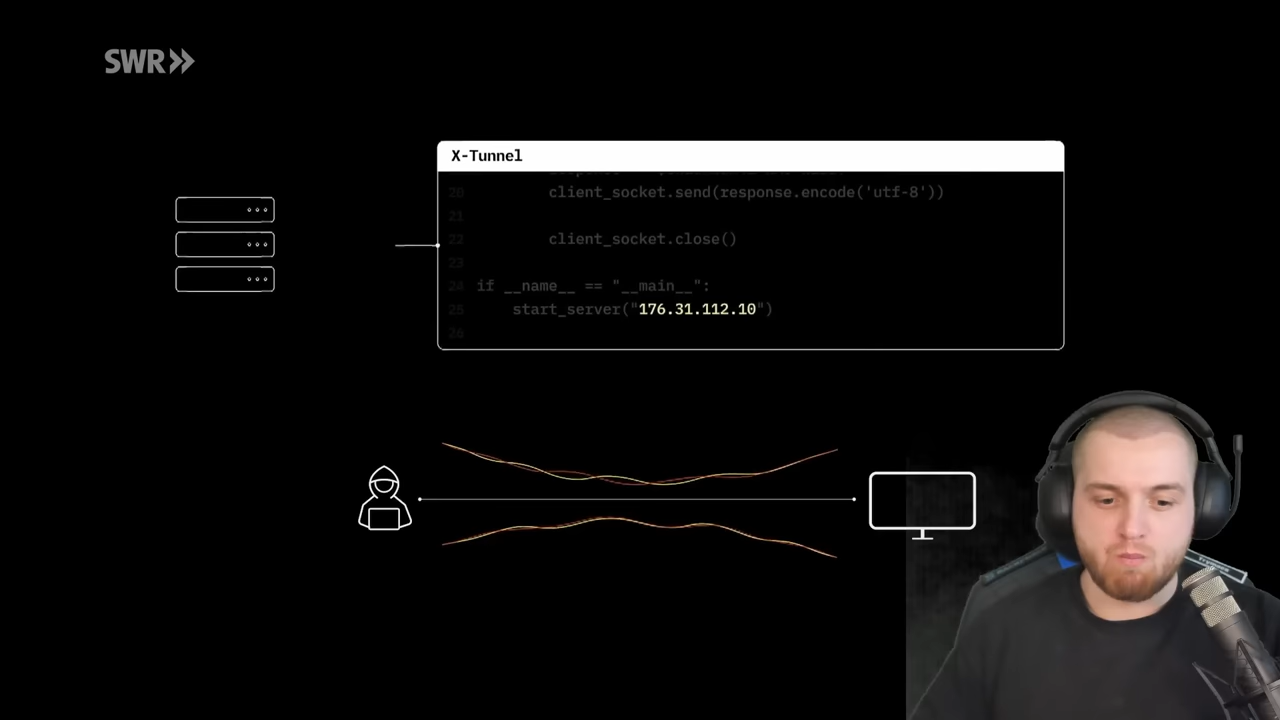 SWR
X-Tunnel
20 client_socket.send(response.encode('utf-8'))
21
22 client_socket.close()
23
24 if __name__ == "__main__":
25 start_server("176.31.112.10")
26